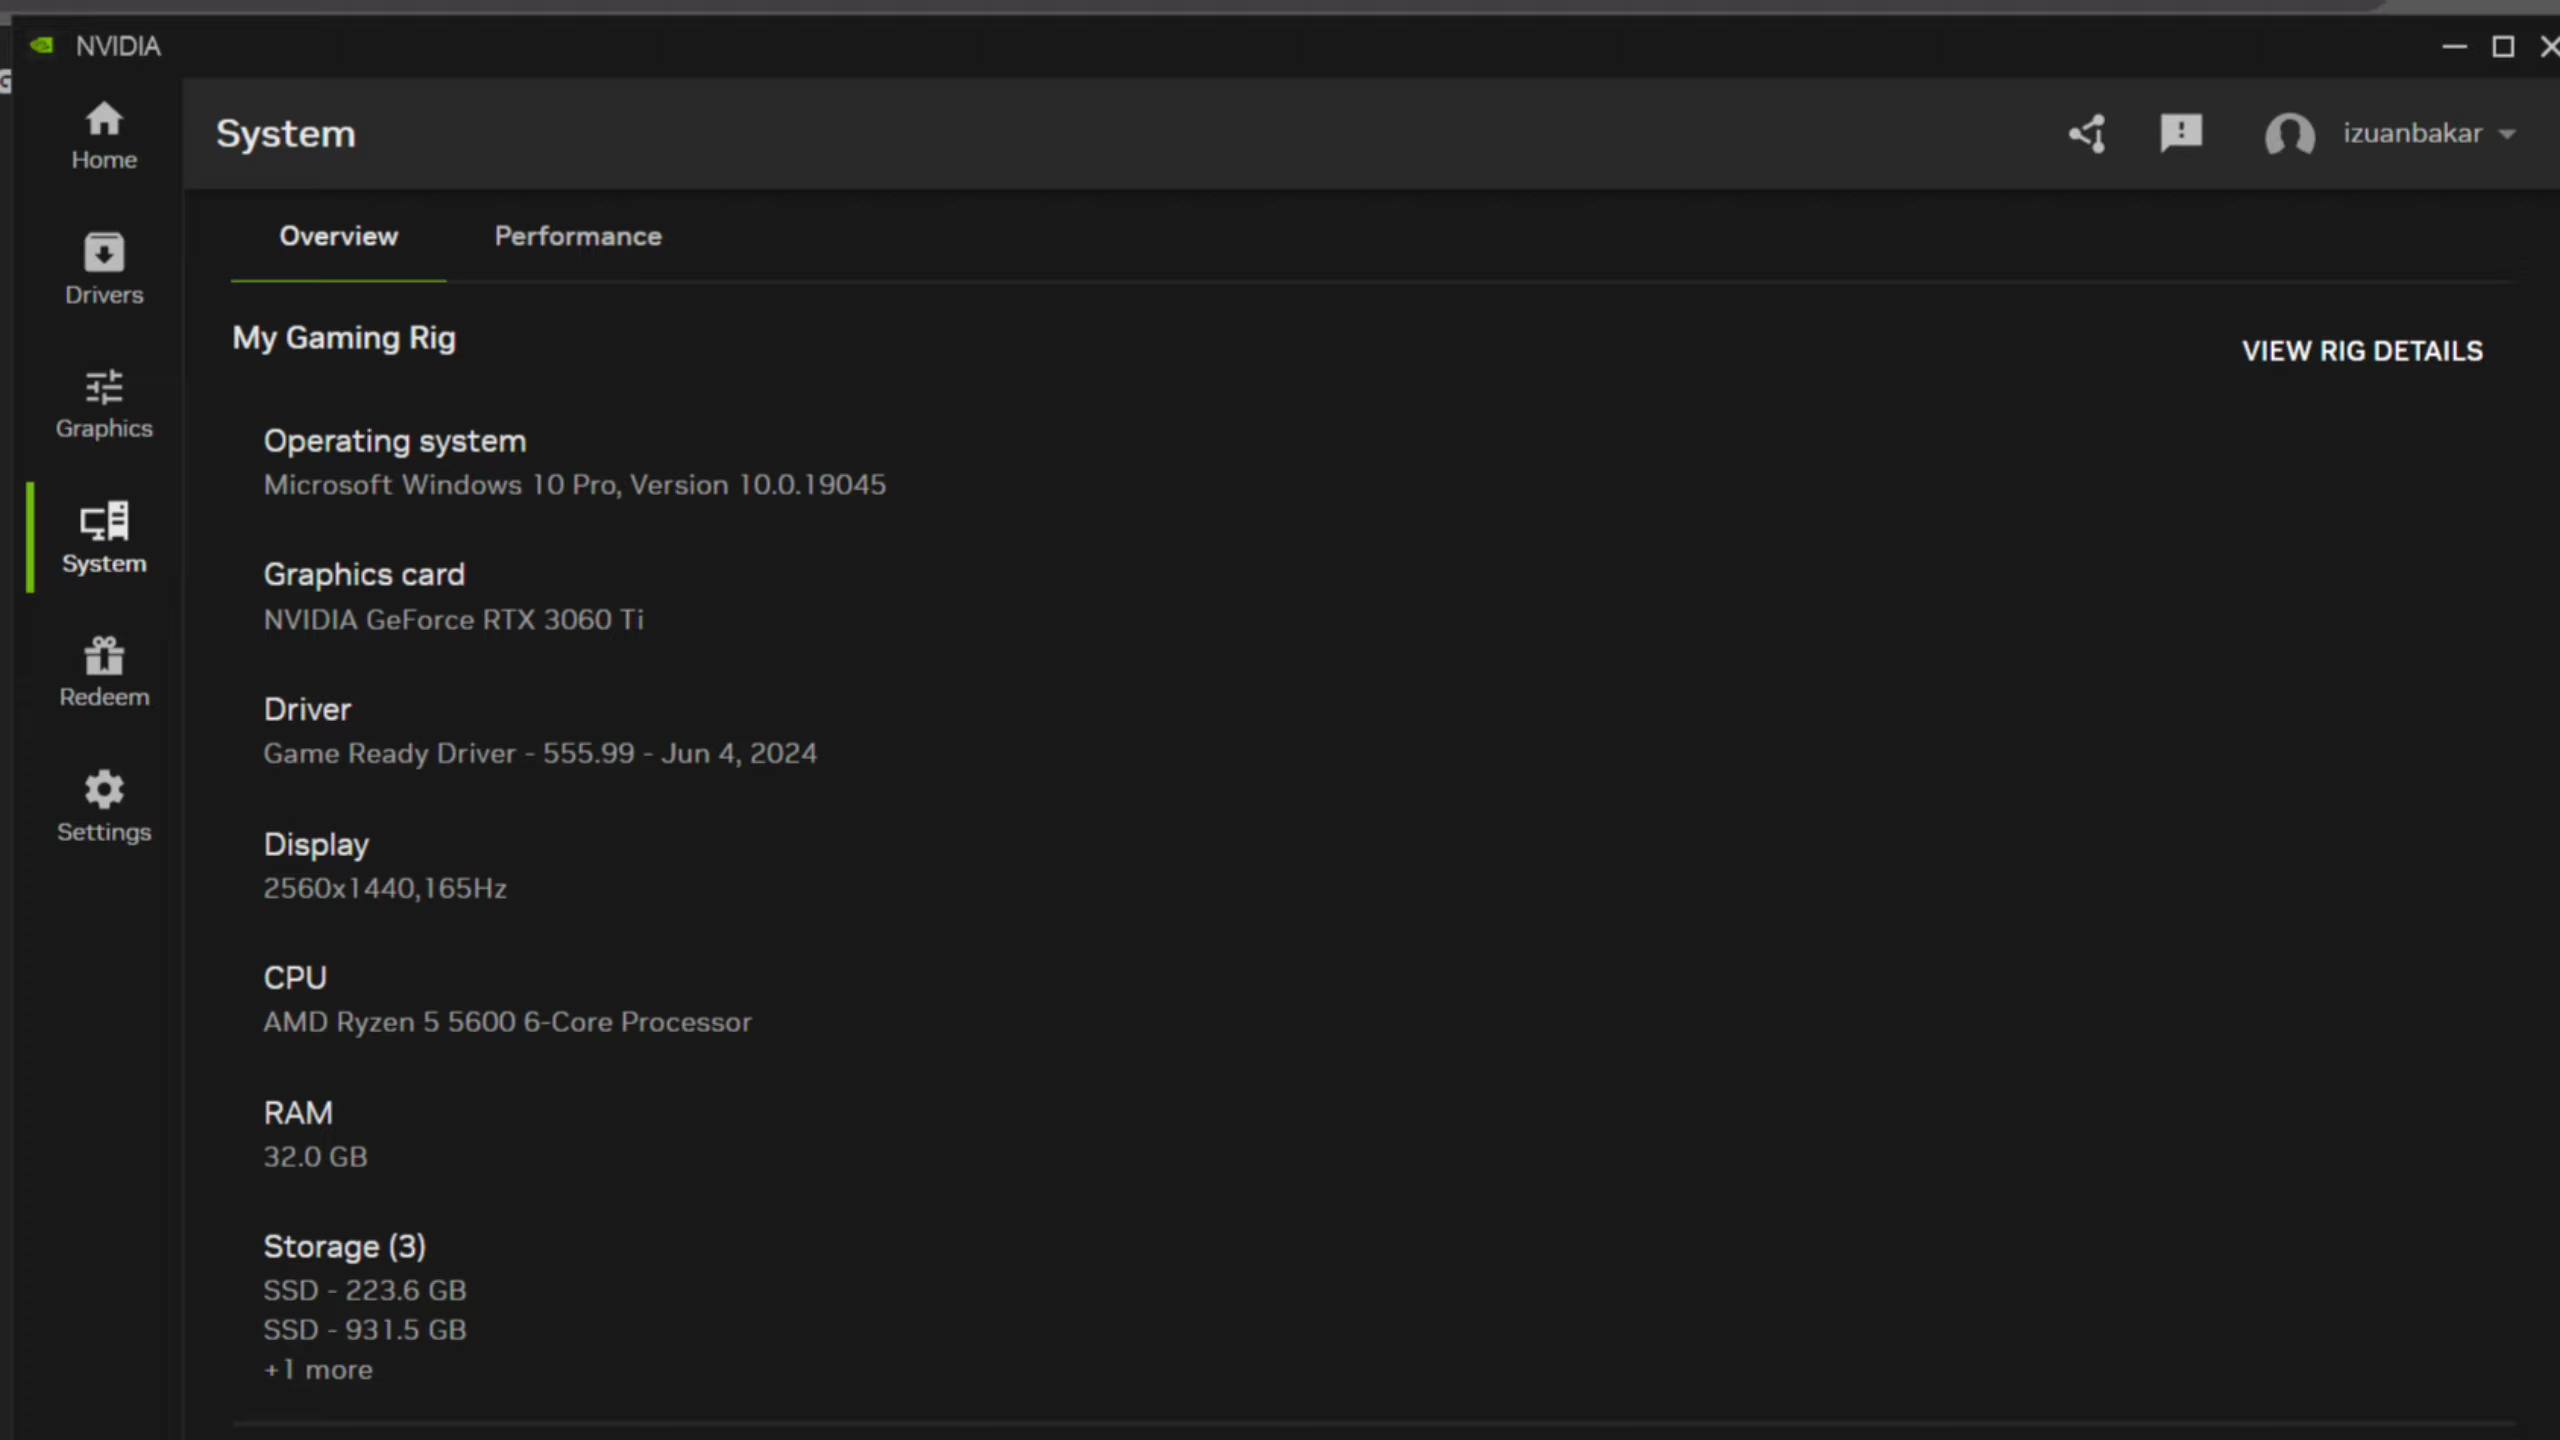 NVIDIA
Home
Drivers
Graphics
System
Redeem
Settings
System
izuanbakar
Overview
Performance
My Gaming Rig
VIEW RIG DETAILS
Operating system
Microsoft Windows 10 Pro, Version 10.0.19045
Graphics card
NVIDIA GeForce RTX 3060 Ti
Driver
Game Ready Driver - 555.99 - Jun 4, 2024
Display
2560x1440,165Hz
CPU
AMD Ryzen 5 5600 6-Core Processor
RAM
32.0 GB
Storage (3)
SSD - 223.6 GB
SSD - 931.5 GB
+1 more